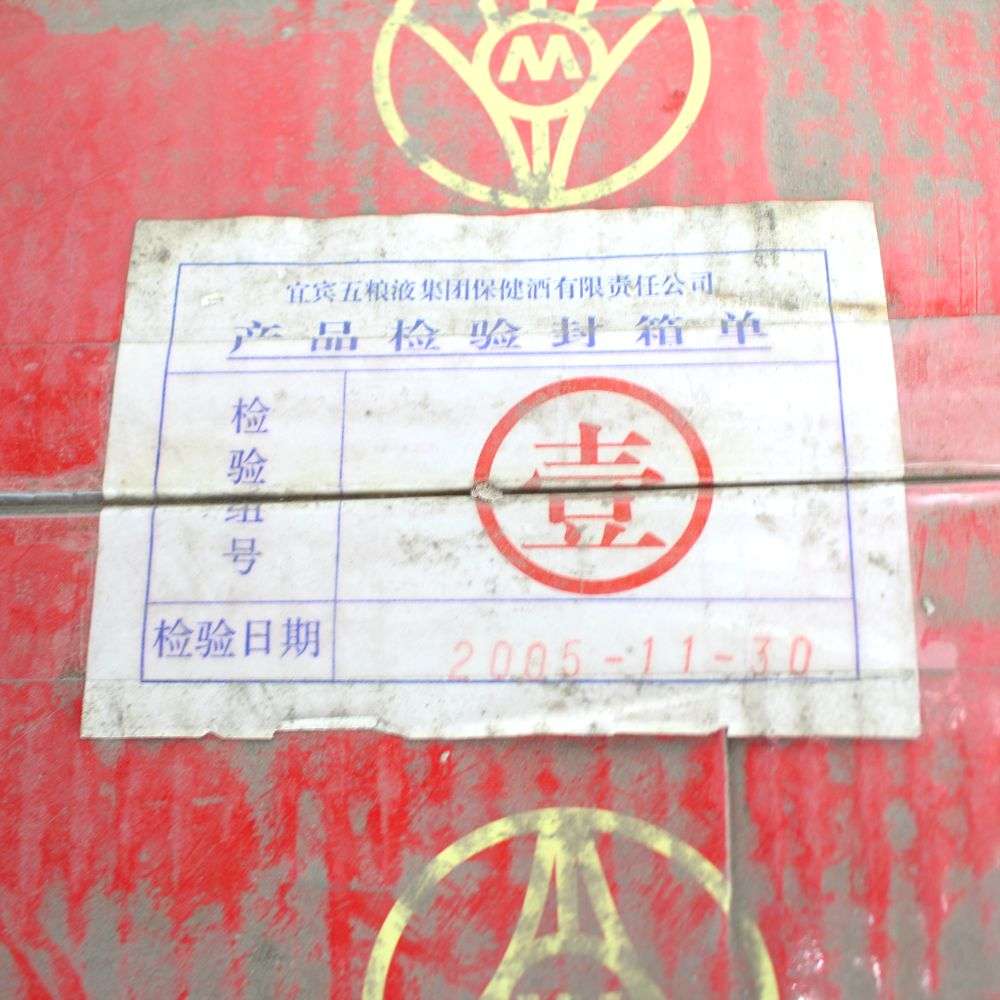 W
宜宾五粮液集团保健酒有限责任公司
产品检验封箱单
检验组号
壹
检验日期
2005-11-30